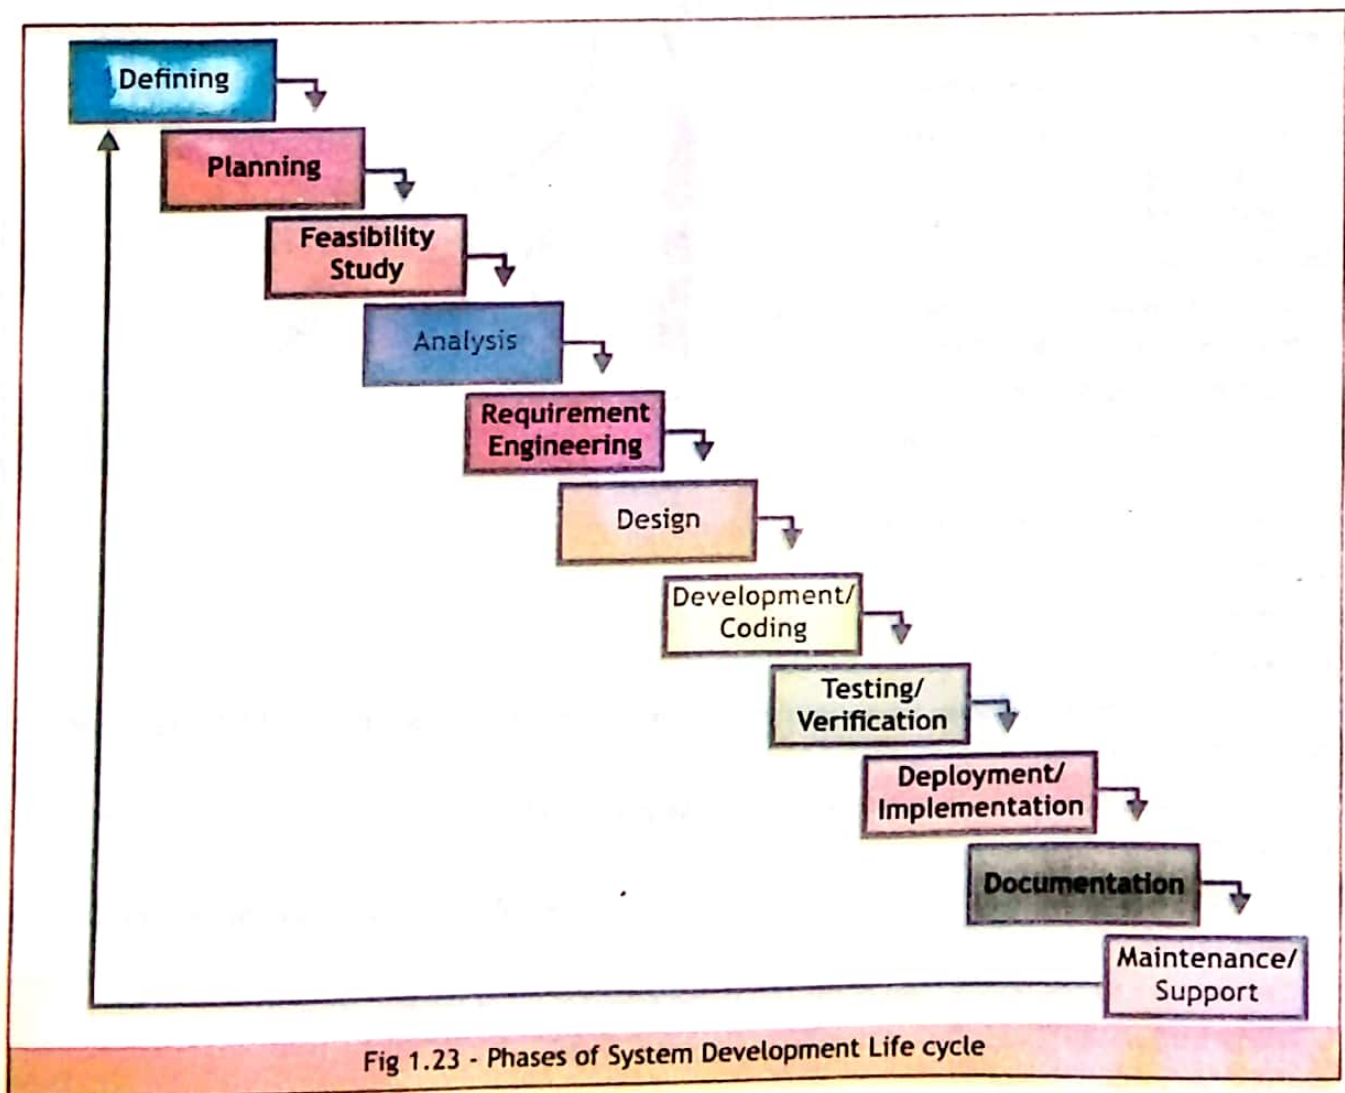 Defining
Planning
Feasibility
Study
Analysis
Requirement
Engineering
Design
Development/
Coding
Testing/
Verification
Deployment/
Implementation
Documentation
Maintenance/
Support
Fig 1.23 - Phases of System Development Life cycle